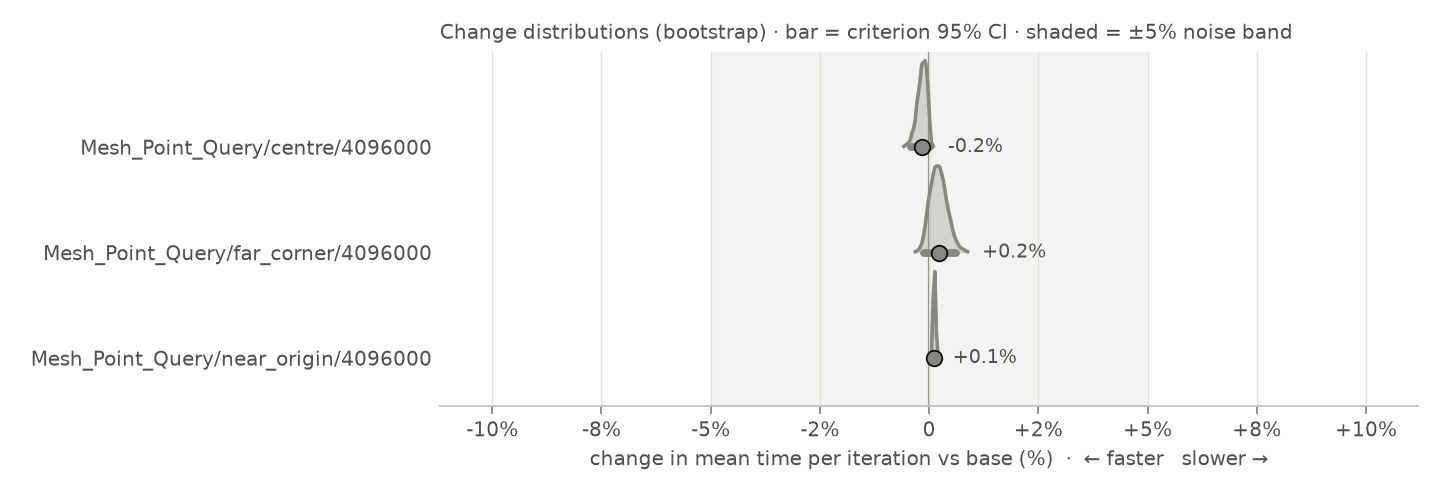 Change distributions (bootstrap) · bar = criterion 95% CI · shaded = ±5% noise band
Mesh_Point_Query/centre/4096000
-0.2%
Mesh_Point_Query/far_corner/4096000
+0.2%
Mesh_Point_Query/near_origin/4096000
+0.1%
-10% -8% -5% -2% 0 +2% +5% +8% +10%
change in mean time per iteration vs base (%) · ← faster slower →